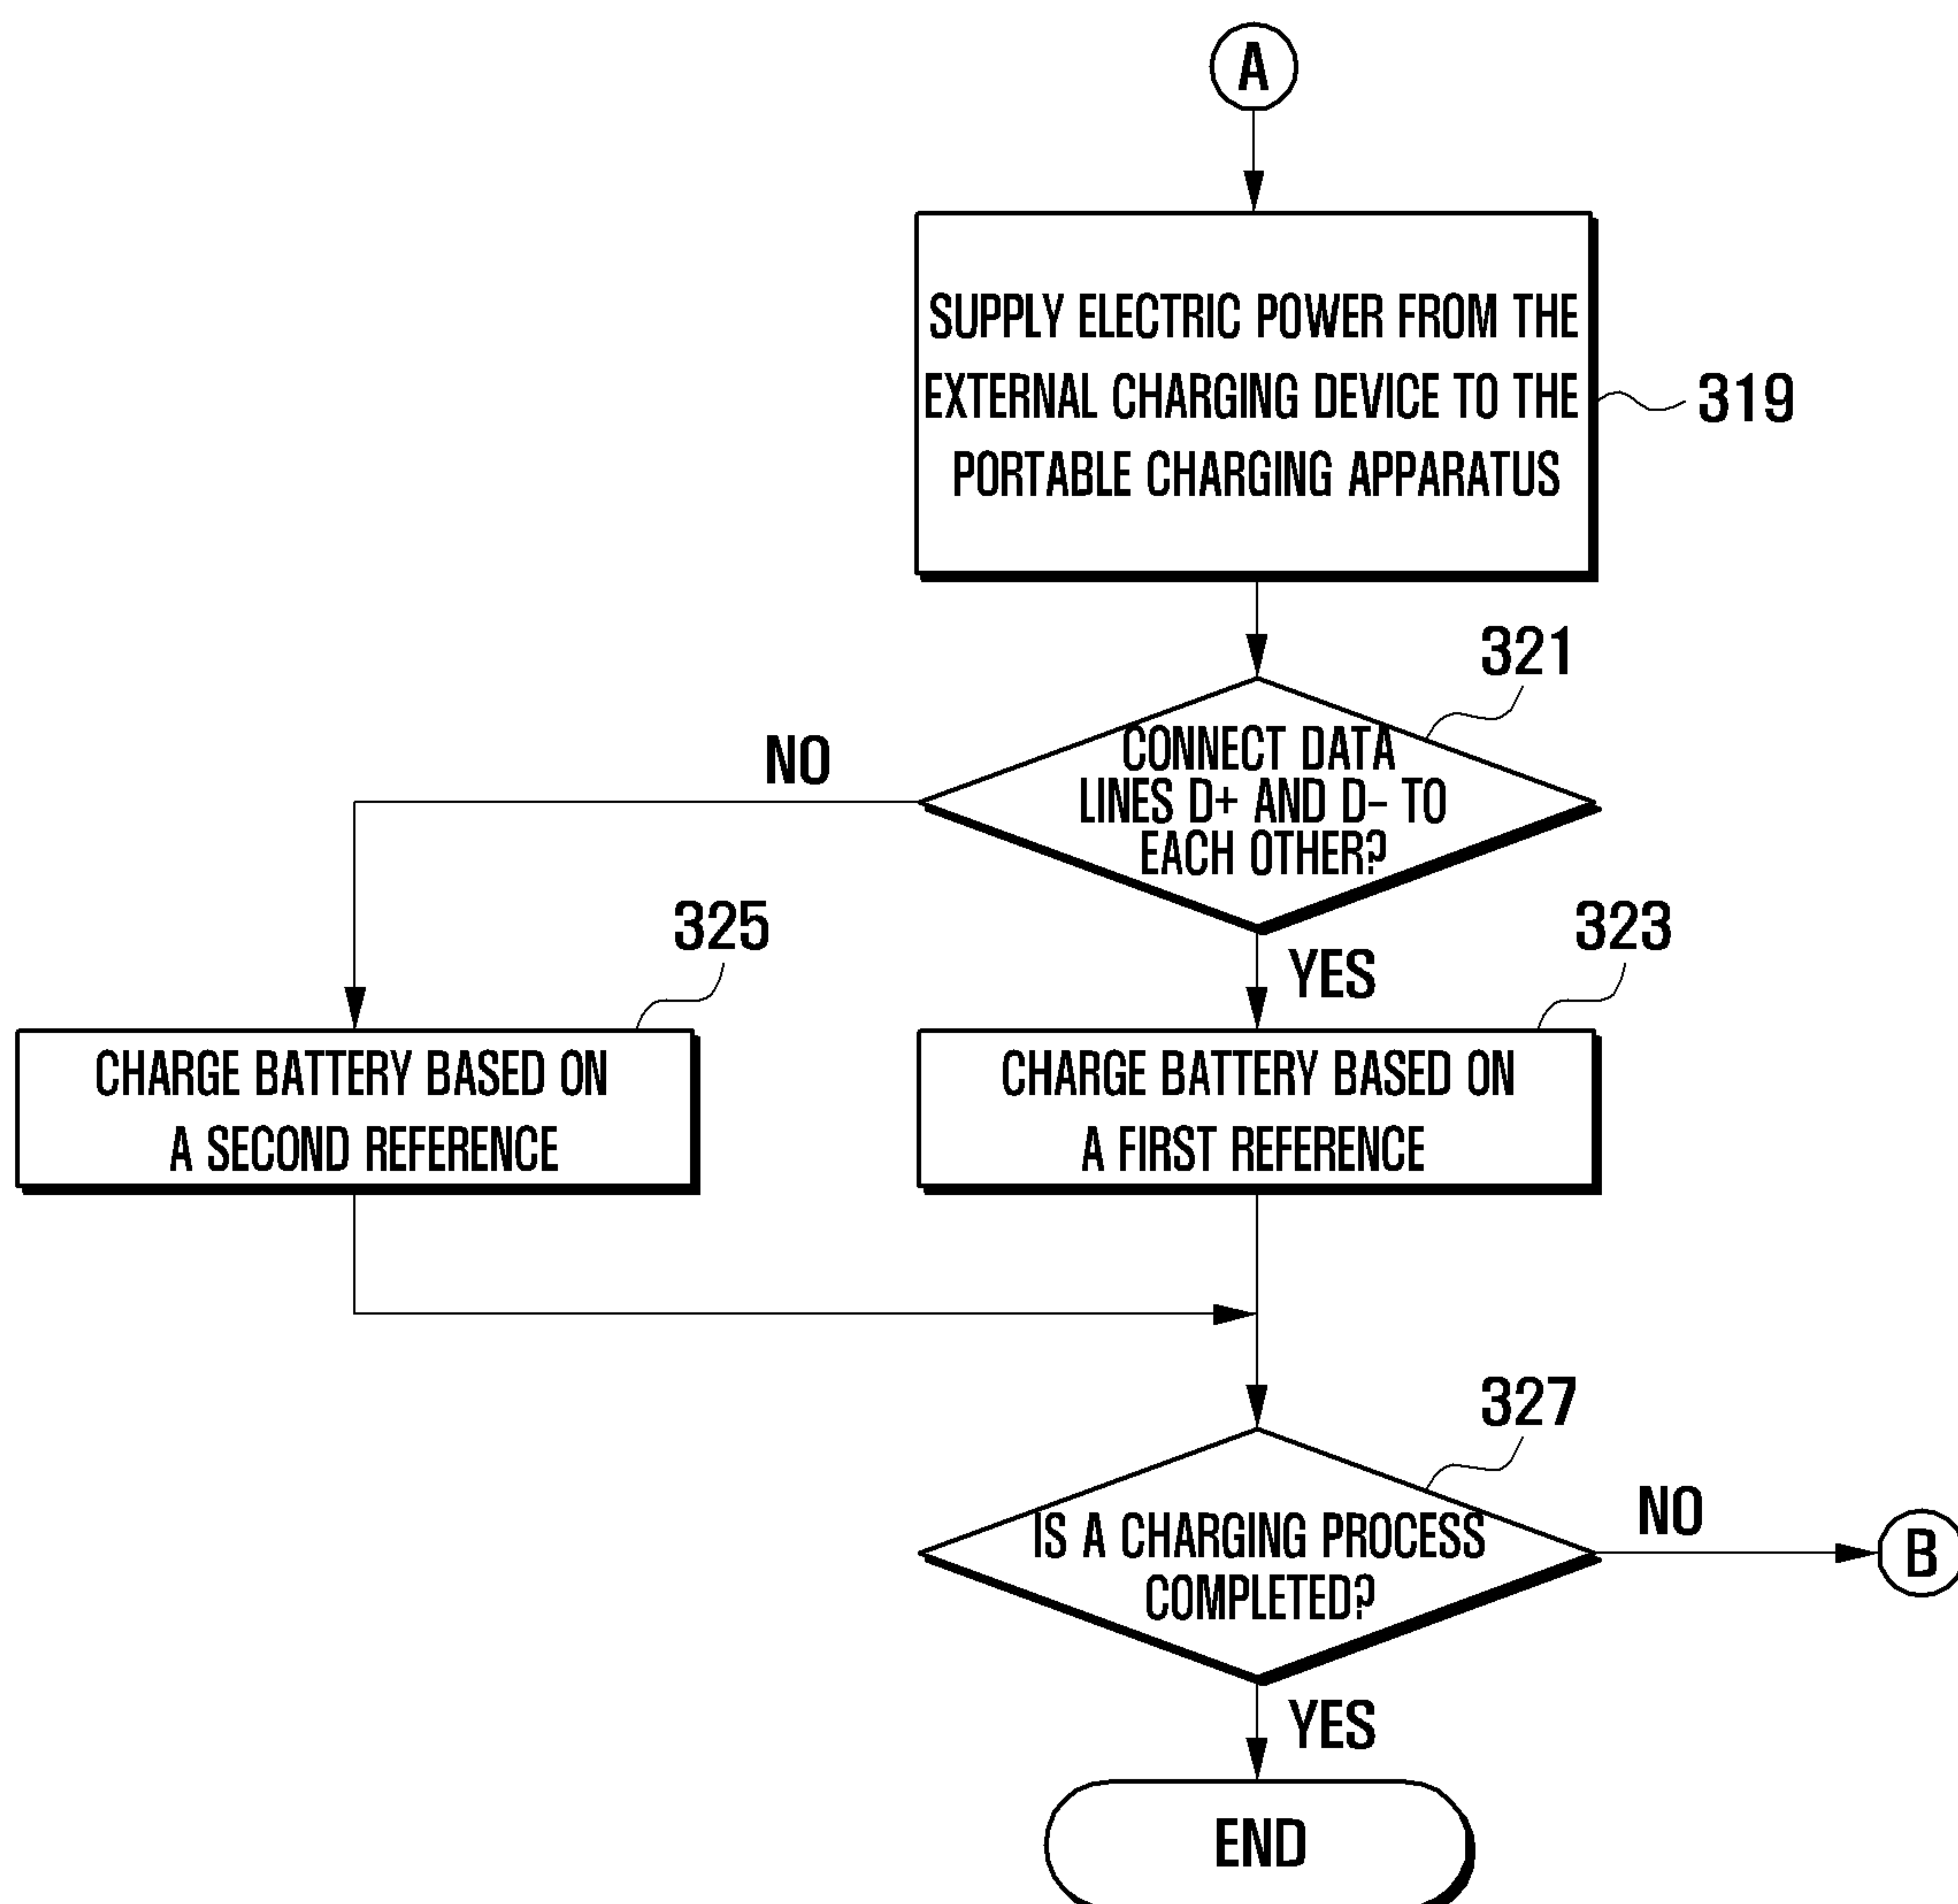 A
SUPPLY ELECTRIC POWER FROM THE
EXTERNAL CHARGING DEVICE TO THE
PORTABLE CHARGING APPARATUS
319
321
CONNECT DATA
LINES D+ AND D– TO
EACH OTHER?
NO
YES
325
323
CHARGE BATTERY BASED ON
A SECOND REFERENCE
CHARGE BATTERY BASED ON
A FIRST REFERENCE
327
IS A CHARGING PROCESS
COMPLETED?
NO
B
YES
END